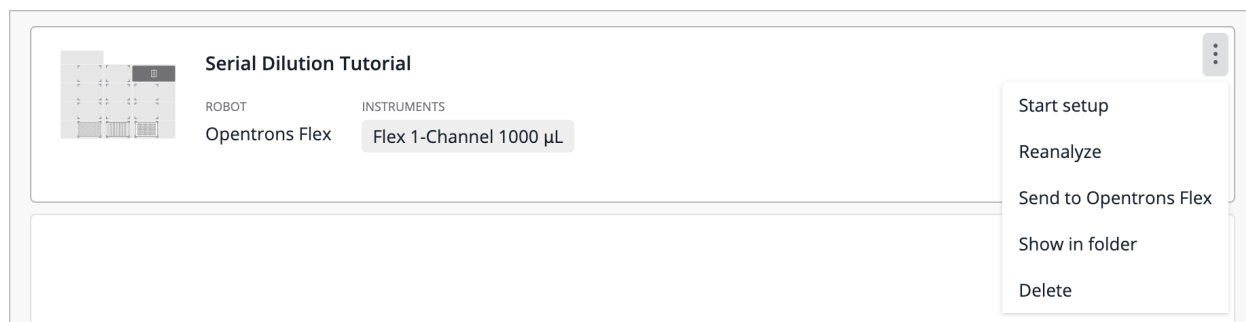 Serial Dilution Tutorial
ROBOT
INSTRUMENTS
Opentrons Flex
Flex 1-Channel 1000 µL
Start setup
Reanalyze
Send to Opentrons Flex
Show in folder
Delete